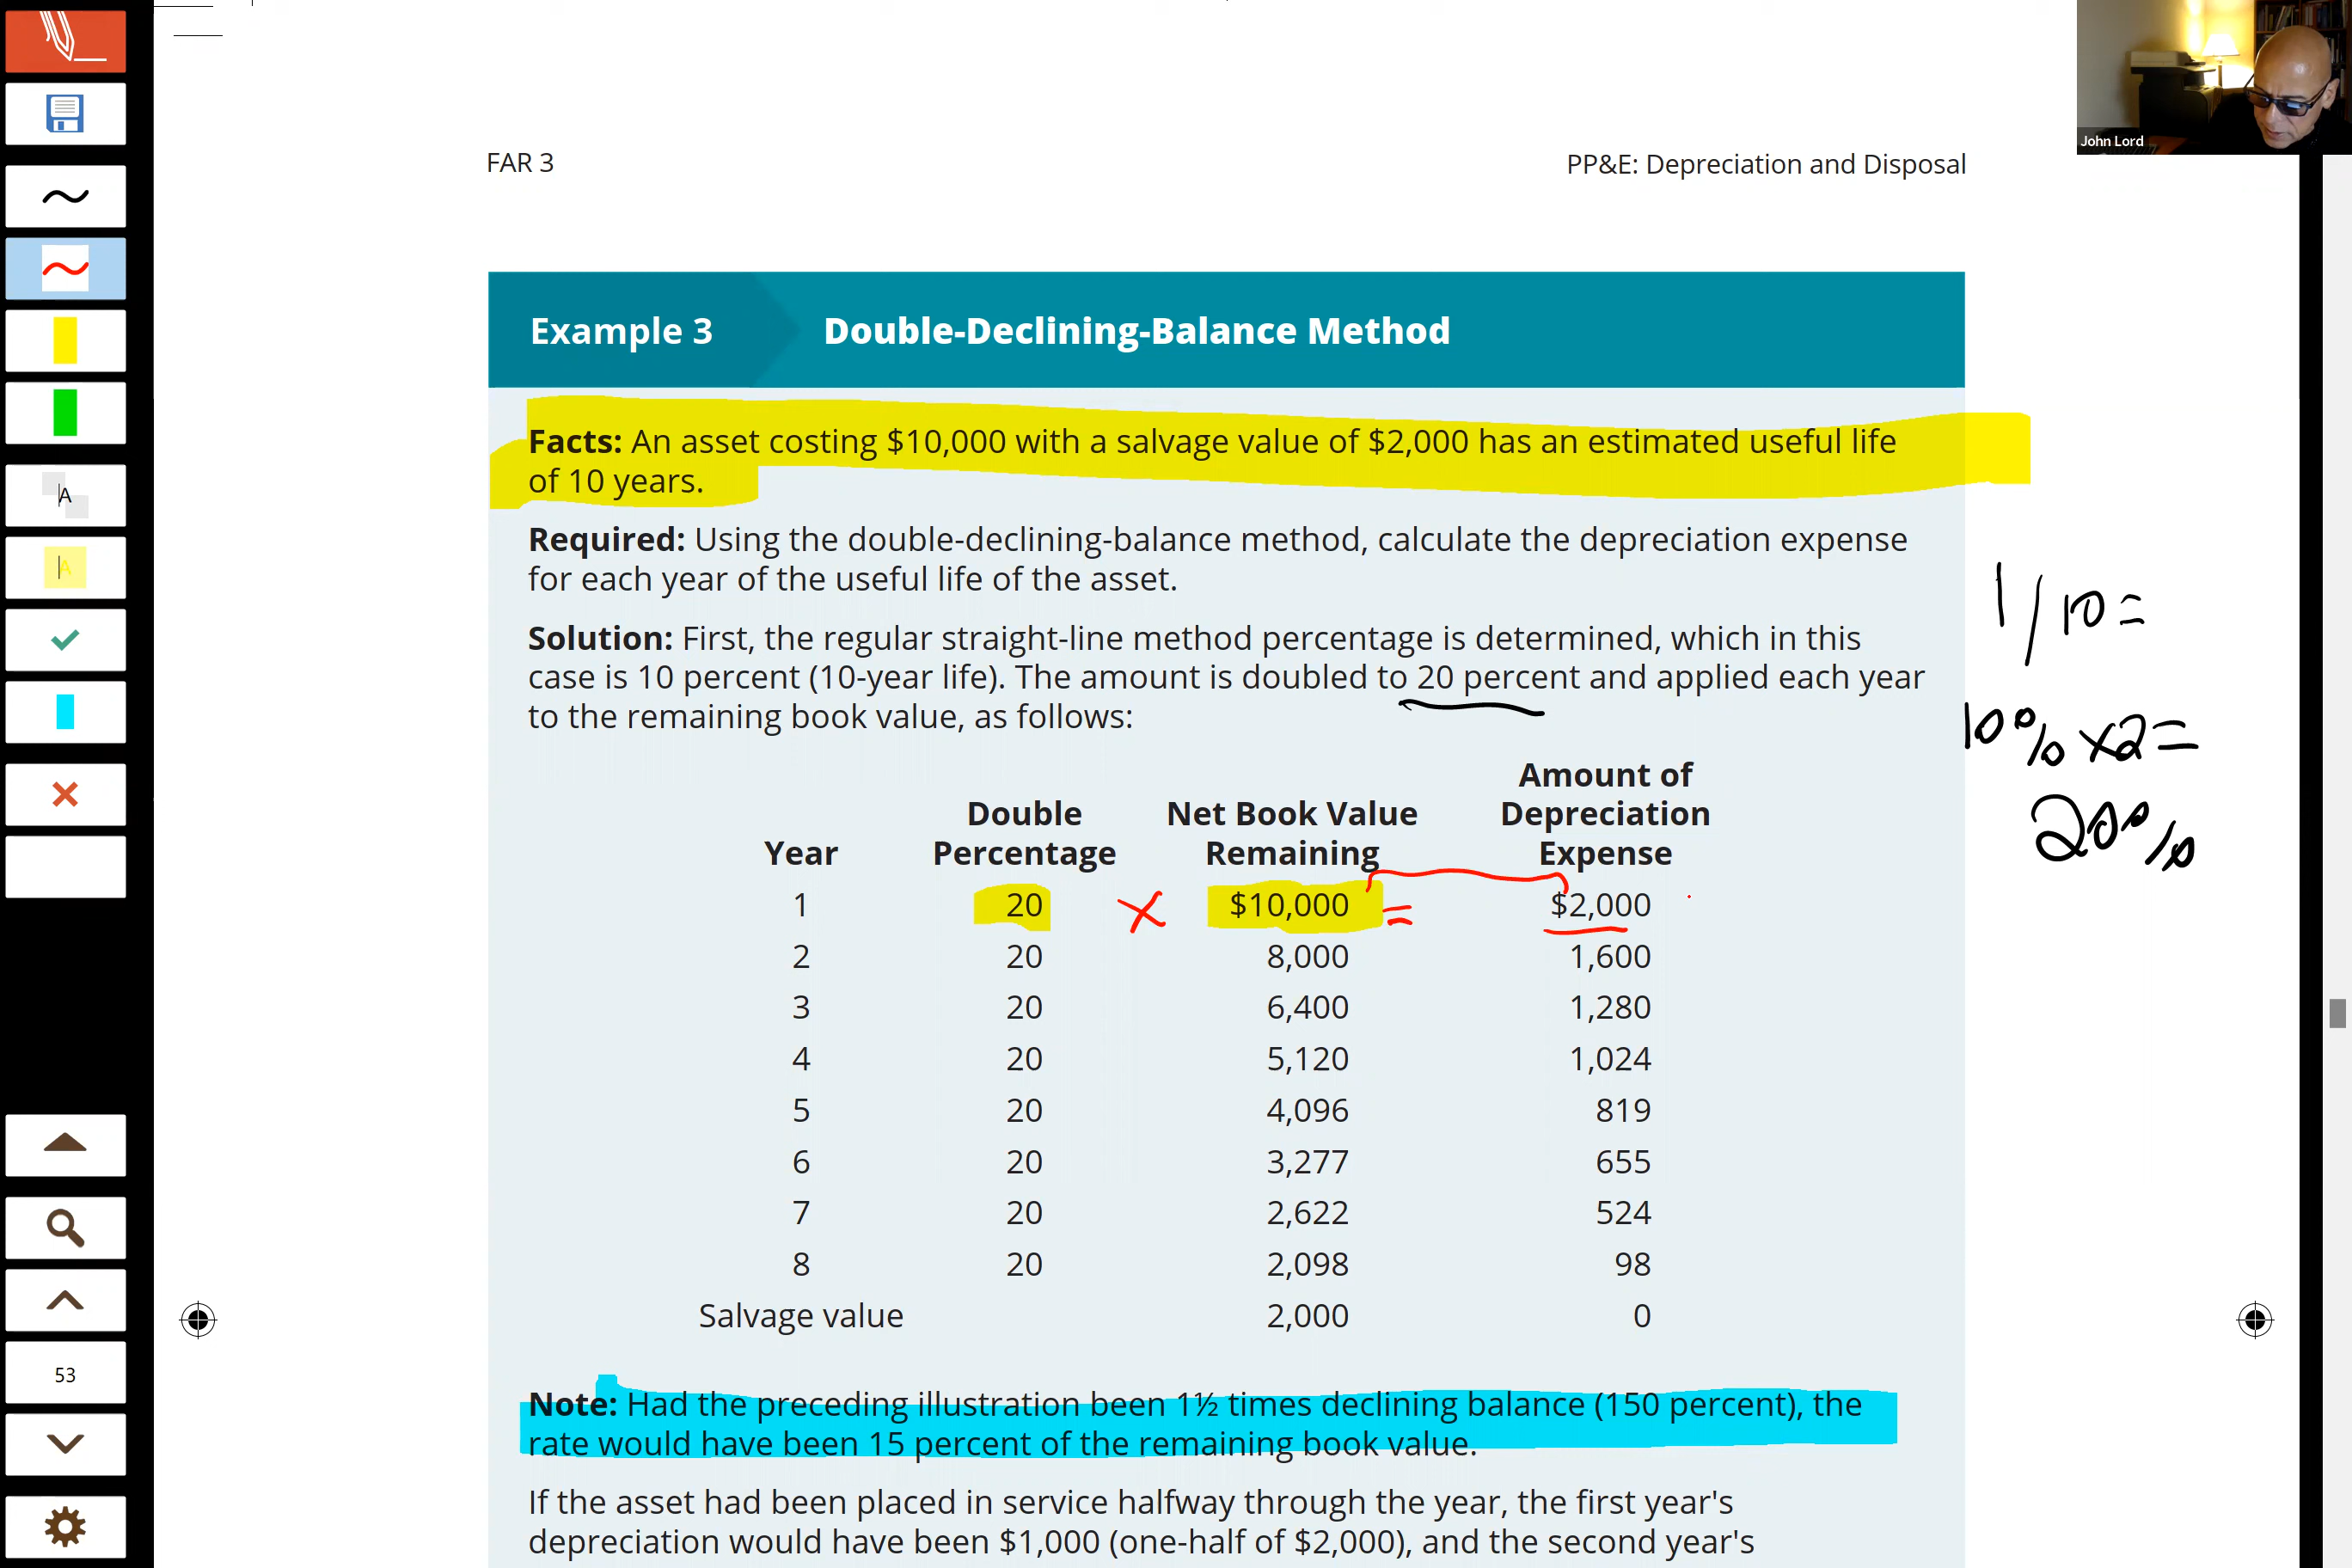 John Lord
FAR 3
PP&E: Depreciation and Disposal
Example 3 Double-Declining-Balance Method
Facts: An asset costing $10,000 with a salvage value of $2,000 has an estimated useful life
of 10 years.
Required: Using the double-declining-balance method, calculate the depreciation expense
for each year of the useful life of the asset.
Solution: First, the regular straight-line method percentage is determined, which in this
case is 10 percent (10-year life). The amount is doubled to 20 percent and applied each year
to the remaining book value, as follows:
1/10=
10% x2=
20%
Year Double Percentage Net Book Value Remaining Amount of Depreciation Expense
1 20 × $10,000 = $2,000
2 20 8,000 1,600
3 20 6,400 1,280
4 20 5,120 1,024
5 20 4,096 819
6 20 3,277 655
7 20 2,622 524
8 20 2,098 98
Salvage value 2,000 0
Note: Had the preceding illustration been 1½ times declining balance (150 percent), the
rate would have been 15 percent of the remaining book value.
If the asset had been placed in service halfway through the year, the first year's
depreciation would have been $1,000 (one-half of $2,000), and the second year's
A
A
53